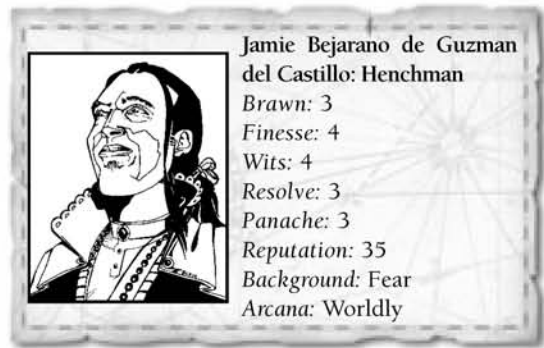 Jamie Bejarano de Guzman
del Castillo: Henchman
Brawn: 3
Finesse: 4
Wits: 4
Resolve: 3
Panache: 3
Reputation: 35
Background: Fear
Arcana: Worldly